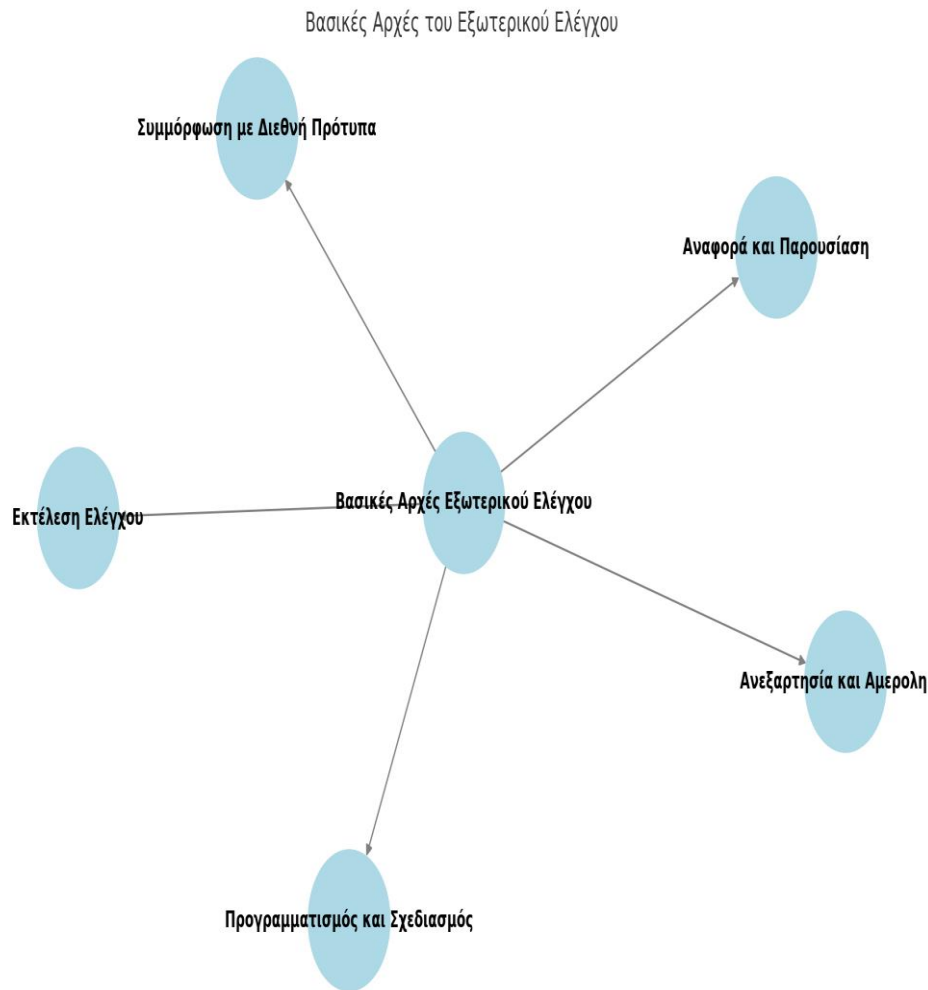 Βασικές Αρχές του Εξωτερικού Ελέγχου
Συμμόρφωση με Διεθνή Πρότυπα
Αναφορά και Παρουσίαση
Βασικές Αρχές Εξωτερικού Ελέγχου
Εκτέλεση Ελέγχου
Ανεξαρτησία και Αμερολη
Προγραμματισμός και Σχεδιασμός